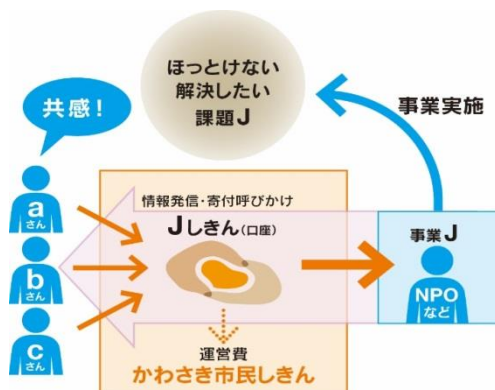 ほっとけない
解決したい
課題J
共感！
事業実施
aさん
bさん
cさん
情報発信・寄付呼びかけ
Jしきん(口座)
事業J
NPO
など
運営費
かわさき市民しきん